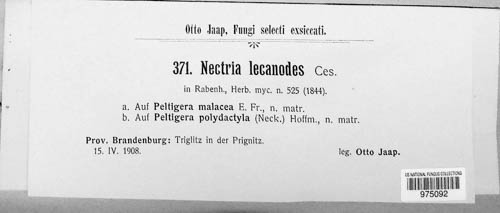 Otto Jaap, Fungi selecti exsiccati.
371. Nectria lecanodes Ces.
in Rabenh., Herb. myc. n. 525 (1844).
a. Auf Peltigera malacea E. Fr., n. matr.
b. Auf Peltigera polydactyla (Neck.) Hoffm., n. matr.
Prov. Brandenburg: Triglitz in der Prignitz.
15. IV. 1908. leg. Otto Jaap.
US NATIONAL FUNGUS COLLECTIONS
975092